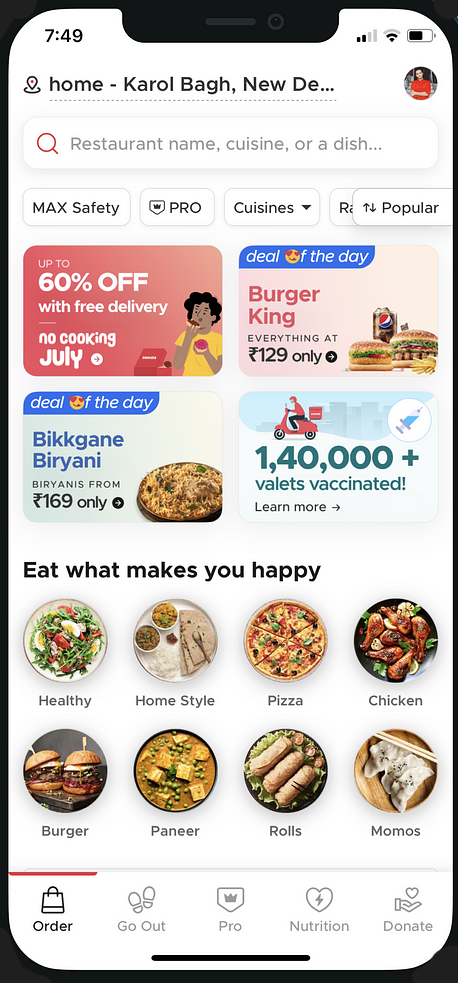 7:49
home - Karol Bagh, New De...
Restaurant name, cuisine, or a dish...
MAX Safety
PRO
Cuisines
Ra
Popular
UP TO
60% OFF
with free delivery
no cooking
July
deal of the day
Burger
King
EVERYTHING AT
₹129 only
deal of the day
Bikkgane
Biryani
BIRYANIS FROM
₹169 only
1,40,000 +
valets vaccinated!
Learn more →
Eat what makes you happy
Healthy
Home Style
Pizza
Chicken
Burger
Paneer
Rolls
Momos
Order
Go Out
Pro
Nutrition
Donate